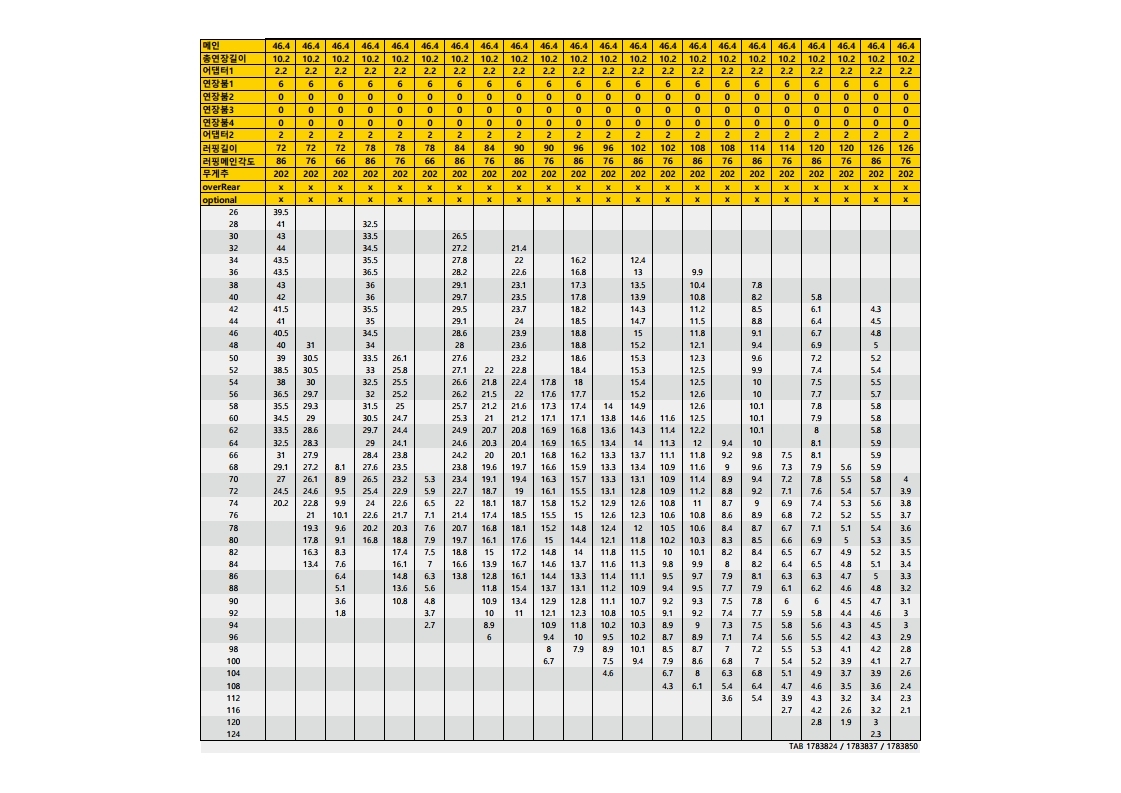 메인 46.4 46.4 46.4 46.4 46.4 46.4 46.4 46.4 46.4 46.4 46.4 46.4 46.4 46.4 46.4 46.4 46.4 46.4 46.4 46.4 46.4 46.4
총연장길이 10.2 10.2 10.2 10.2 10.2 10.2 10.2 10.2 10.2 10.2 10.2 10.2 10.2 10.2 10.2 10.2 10.2 10.2 10.2 10.2 10.2 10.2
어댑터1 2.2 2.2 2.2 2.2 2.2 2.2 2.2 2.2 2.2 2.2 2.2 2.2 2.2 2.2 2.2 2.2 2.2 2.2 2.2 2.2 2.2 2.2
연장붐1 6 6 6 6 6 6 6 6 6 6 6 6 6 6 6 6 6 6 6 6 6 6
연장붐2 0 0 0 0 0 0 0 0 0 0 0 0 0 0 0 0 0 0 0 0 0 0
연장붐3 0 0 0 0 0 0 0 0 0 0 0 0 0 0 0 0 0 0 0 0 0 0
연장붐4 0 0 0 0 0 0 0 0 0 0 0 0 0 0 0 0 0 0 0 0 0 0
어댑터2 2 2 2 2 2 2 2 2 2 2 2 2 2 2 2 2 2 2 2 2 2 2
러핑길이 72 72 72 78 78 78 84 84 90 90 96 96 102 102 108 108 114 114 120 120 126 126
러핑메인각도 86 76 66 86 76 66 86 76 86 76 86 76 86 76 86 76 86 76 86 76 86 76
무게추 202 202 202 202 202 202 202 202 202 202 202 202 202 202 202 202 202 202 202 202 202 202
overRear x x x x x x x x x x x x x x x x x x x x x x
optional x x x x x x x x x x x x x x x x x x x x x x
26 39.5
28 41 32.5
30 43 33.5 26.5
32 44 34.5 27.2 21.4
34 43.5 35.5 27.8 22 16.2 12.4
36 43.5 36.5 28.2 22.6 16.8 13 9.9
38 43 36 29.1 23.1 17.3 13.5 10.4 7.8
40 42 36 29.7 23.5 17.8 13.9 10.8 8.2 5.8
42 41.5 35.5 29.5 23.7 18.2 14.3 11.2 8.5 6.1 4.3
44 41 35 29.1 24 18.5 14.7 11.5 8.8 6.4 4.5
46 40.5 34.5 28.6 23.9 18.8 15 11.8 9.1 6.7 4.8
48 40 31 34 28 23.6 18.8 15.2 12.1 9.4 6.9 5
50 39 30.5 33.5 26.1 27.6 23.2 18.6 15.3 12.3 9.6 7.2 5.2
52 38.5 30.5 33 25.8 27.1 22 22.8 18.4 15.3 12.5 9.9 7.4 5.4
54 38 30 32.5 25.5 26.6 21.8 22.4 17.8 18 15.4 12.5 10 7.5 5.5
56 36.5 29.7 32 25.2 26.2 21.5 22 17.6 17.7 15.2 12.6 10 7.7 5.7
58 35.5 29.3 31.5 25 25.7 21.2 21.6 17.3 17.4 14 14.9 12.6 10.1 7.8 5.8
60 34.5 29 30.5 24.7 25.3 21 21.2 17.1 17.1 13.8 14.6 11.6 12.6 10.1 7.9 5.8
62 33.5 28.6 29.7 24.4 24.9 20.7 20.8 16.9 16.8 13.6 14.3 11.4 12.2 10.1 8 5.8
64 32.5 28.3 29 24.1 24.6 20.3 20.4 16.9 16.5 13.4 14 11.3 12 9.4 10 8.1 5.9
66 31 27.9 28.4 23.8 24.2 20 20.1 16.8 16.2 13.3 13.7 11.1 11.8 9.2 9.8 7.5 8.1 5.9
68 29.1 27.2 8.1 27.6 23.5 23.8 19.6 19.7 16.6 15.9 13.3 13.4 10.9 11.6 9 9.6 7.3 7.9 5.6 5.9
70 27 26.1 8.9 26.5 23.2 5.3 23.4 19.1 19.4 16.3 15.7 13.3 13.1 10.9 11.4 8.9 9.4 7.2 7.8 5.5 5.8 4
72 24.5 24.6 9.5 25.4 22.9 5.9 22.7 18.7 19 16.1 15.5 13.1 12.8 10.9 11.2 8.8 9.2 7.1 7.6 5.4 5.7 3.9
74 20.2 22.8 9.9 24 22.6 6.5 22 18.1 18.7 15.8 15.2 12.9 12.6 10.8 11 8.7 9 6.9 7.4 5.3 5.6 3.8
76 21 10.1 22.6 21.7 7.1 21.4 17.4 18.5 15.5 15 12.6 12.3 10.6 10.8 8.6 8.9 6.8 7.2 5.2 5.5 3.7
78 19.3 9.6 20.2 20.3 7.6 20.7 16.8 18.1 15.2 14.8 12.4 12 10.5 10.6 8.4 8.7 6.7 7.1 5.1 5.4 3.6
80 17.8 9.1 16.8 18.8 7.9 19.7 16.1 17.6 15 14.4 12.1 11.8 10.2 10.3 8.3 8.5 6.6 6.9 5 5.3 3.5
82 16.3 8.3 17.4 7.5 18.8 15 17.2 14.8 14 11.8 11.5 10 10.1 8.2 8.4 6.5 6.7 4.9 5.2 3.5
84 13.4 7.6 16.1 7 16.6 13.9 16.7 14.6 13.7 11.6 11.3 9.8 9.9 8 8.2 6.4 6.5 4.8 5.1 3.4
86 6.4 14.8 6.3 13.8 12.8 16.1 14.4 13.3 11.4 11.1 9.5 9.7 7.9 8.1 6.3 6.3 4.7 5 3.3
88 5.1 13.6 5.6 11.8 15.4 13.7 13.1 11.2 10.9 9.4 9.5 7.7 7.9 6.1 6.2 4.6 4.8 3.2
90 3.6 10.8 4.8 10.9 13.4 12.9 12.8 11.1 10.7 9.2 9.3 7.5 7.8 6 6 4.5 4.7 3.1
92 1.8 3.7 10 11 12.1 12.3 10.8 10.5 9.1 9.2 7.4 7.7 5.9 5.8 4.4 4.6 3
94 2.7 8.9 10.9 11.8 10.2 10.3 8.9 9 7.3 7.5 5.8 5.6 4.3 4.5 3
96 6 9.4 10 9.5 10.2 8.7 8.9 7.1 7.4 5.6 5.5 4.2 4.3 2.9
98 8 7.9 8.9 10.1 8.5 8.7 7 7.2 5.5 5.3 4.1 4.2 2.8
100 6.7 7.5 9.4 7.9 8.6 6.8 7 5.4 5.2 3.9 4.1 2.7
104 4.6 6.7 8 6.3 6.8 5.1 4.9 3.7 3.9 2.6
108 4.3 6.1 5.4 6.4 4.7 4.6 3.5 3.6 2.4
112 3.6 5.4 3.9 4.3 3.2 3.4 2.3
116 2.7 4.2 2.6 3.2 2.1
120 2.8 1.9 3
124 2.3
TAB 1783824 / 1783837 / 1783850